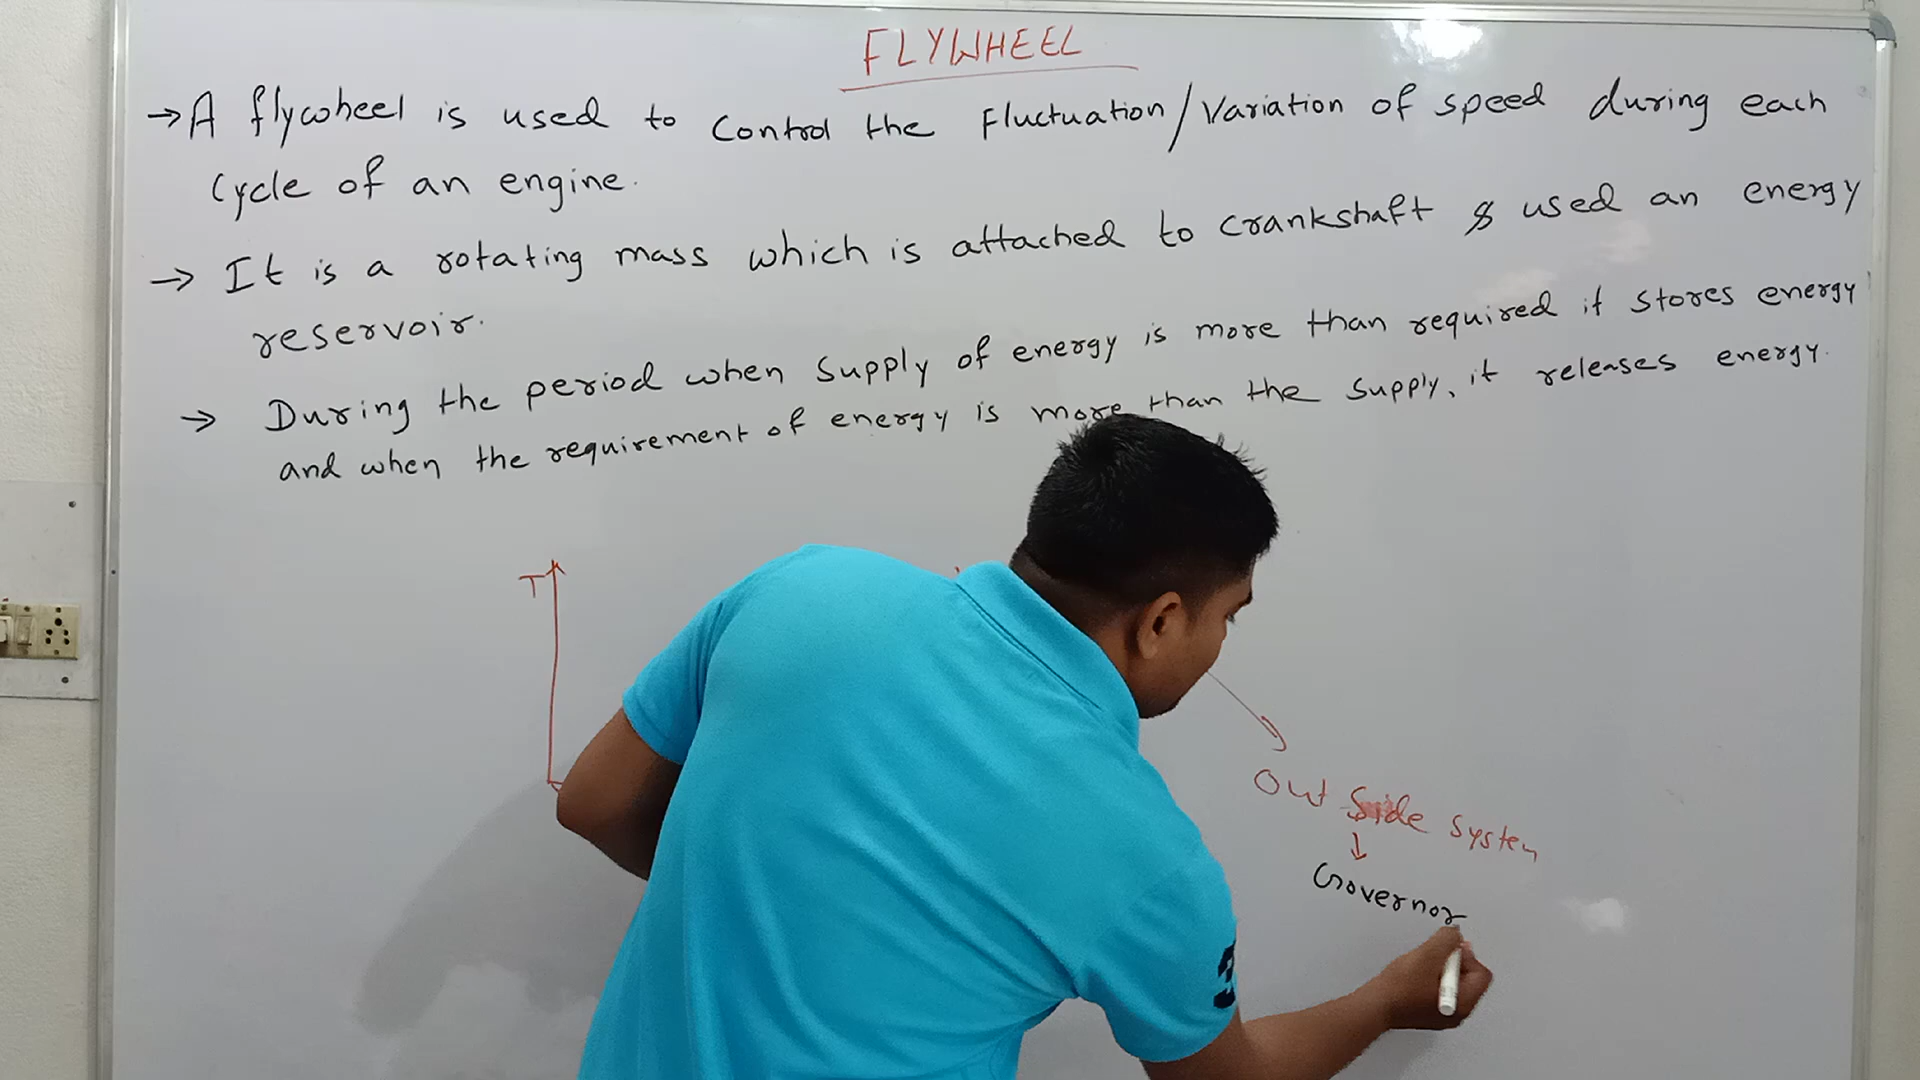 FLYWHEEL
→ A flywheel is used to control the Fluctuation/Variation of speed during each
Cycle of an engine.
→ It is a rotating mass which is attached to crankshaft & used an energy
reservoir.
→ During the period when supply of energy is more than required it stores energy
and when the requirement of energy is more than the supply, it releases energy.
T
Out Side System
↓
Governor